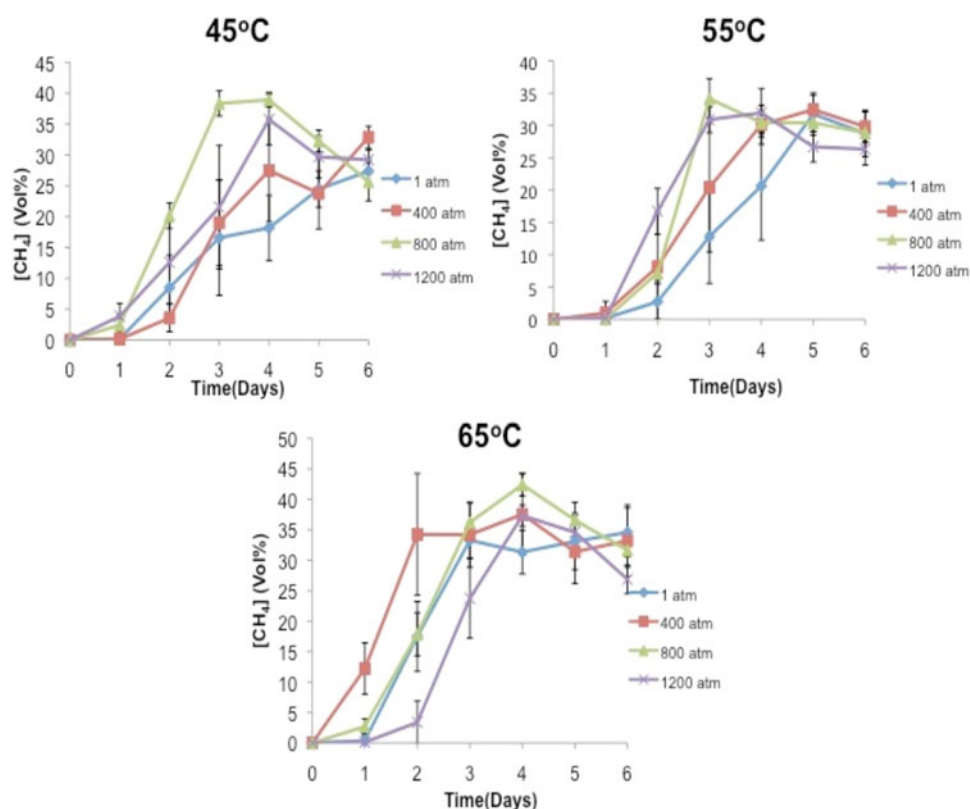 45°C
45
40
35
30
25
20
15
10
5
0
[CH₄] (Vol%)
0 1 2 3 4 5 6
Time(Days)
1 atm
400 atm
800 atm
1200 atm
55°C
40
35
30
25
20
15
10
5
0
[CH₄] (Vol%)
0 1 2 3 4 5 6
Time(Days)
1 atm
400 atm
800 atm
1200 atm
65°C
50
45
40
35
30
25
20
15
10
5
0
[CH₄] (Vol%)
0 1 2 3 4 5 6
Time(Days)
1 atm
400 atm
800 atm
1200 atm